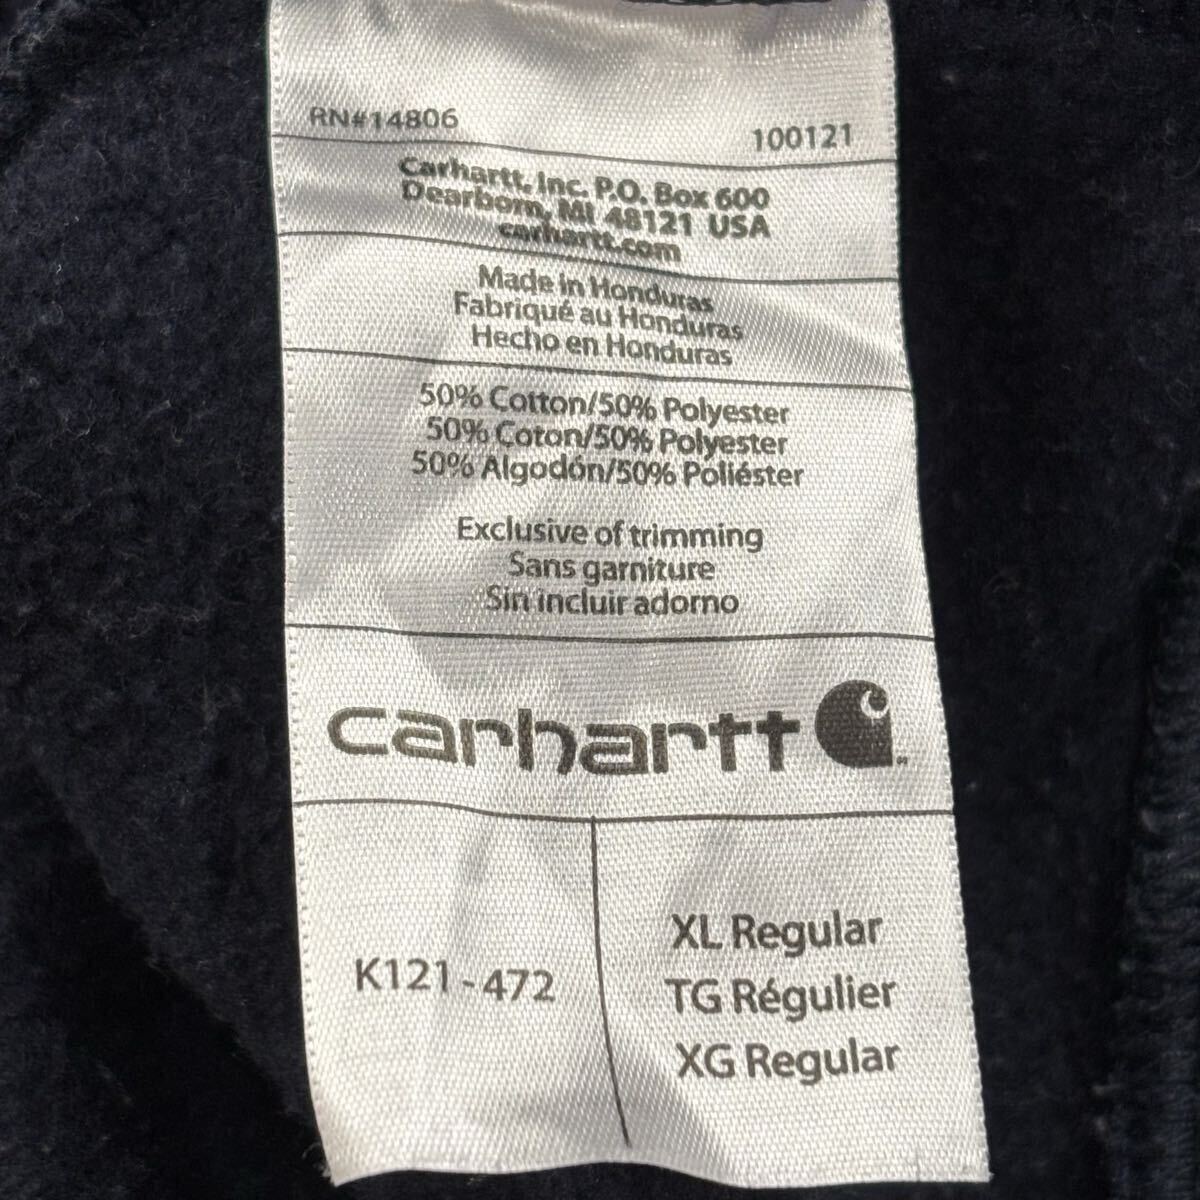 RN#14806
100121
Carhartt, Inc. P.O. Box 600
Dearborn, MI 48121 USA
carhartt.com
Made in Honduras
Fabriqué au Honduras
Hecho en Honduras
50% Cotton/50% Polyester
50% Coton/50% Polyester
50% Algodón/50% Poliéster
Exclusive of trimming
Sans garniture
Sin incluir adorno
carhartt
K121-472
XL Regular
TG Régulier
XG Regular